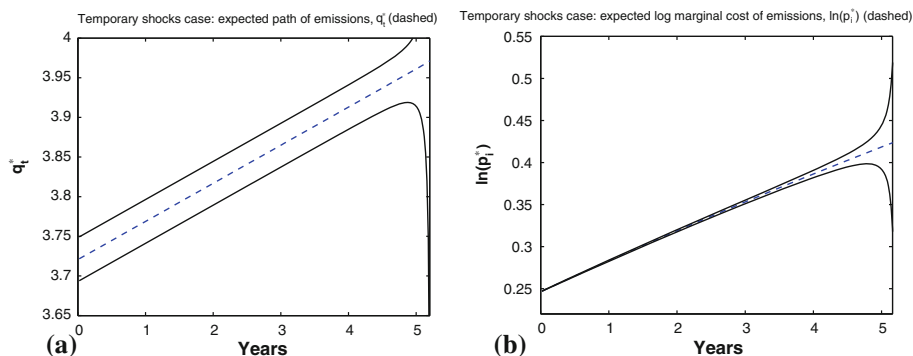 Temporary shocks case: expected path of emissions, q*t (dashed)
4
3.95
3.9
3.85
3.8
3.75
3.7
3.65
q*t
0 1 2 3 4 5
Years
(a)
Temporary shocks case: expected log marginal cost of emissions, ln(p*i) (dashed)
0.55
0.5
0.45
0.4
0.35
0.3
0.25
ln(p*i)
0 1 2 3 4 5
Years
(b)